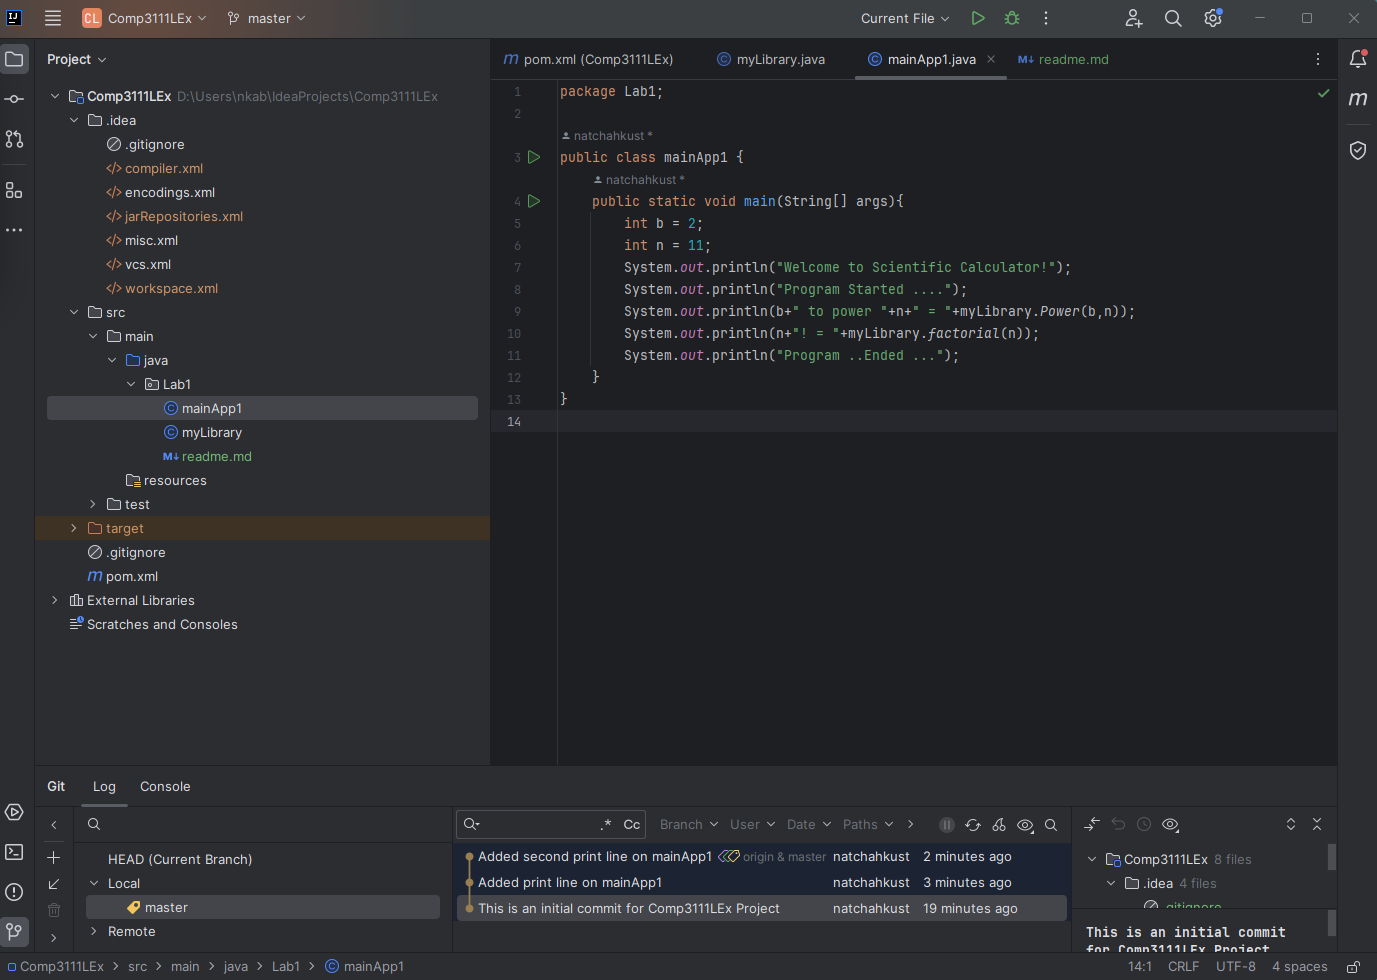 CL Comp3111LEx master Current File
Project
pom.xml (Comp3111LEx) myLibrary.java mainApp1.java readme.md
Comp3111LEx D:\Users\nkab\IdeaProjects\Comp3111LEx
.idea
.gitignore
compiler.xml
encodings.xml
jarRepositories.xml
misc.xml
vcs.xml
workspace.xml
src
main
java
Lab1
mainApp1
myLibrary
readme.md
resources
test
target
.gitignore
pom.xml
External Libraries
Scratches and Consoles
1 package Lab1;
2
natchahkust *
3 public class mainApp1 {
natchahkust *
4 public static void main(String[] args){
5 int b = 2;
6 int n = 11;
7 System.out.println("Welcome to Scientific Calculator!");
8 System.out.println("Program Started ....");
9 System.out.println(b+" to power "+n+" = "+myLibrary.Power(b,n));
10 System.out.println(n+"! = "+myLibrary.factorial(n));
11 System.out.println("Program ..Ended ...");
12 }
13 }
14
Git Log Console
HEAD (Current Branch)
Local
master
Remote
.* Cc Branch User Date Paths
Added second print line on mainApp1 origin & master natchahkust 2 minutes ago
Added print line on mainApp1 natchahkust 3 minutes ago
This is an initial commit for Comp3111LEx Project natchahkust 19 minutes ago
Comp3111LEx 8 files
.idea 4 files
.gitignore
This is an initial commit
for Comp3111LEx Project
Comp3111LEx > src > main > java > Lab1 > mainApp1 14:1 CRLF UTF-8 4 spaces